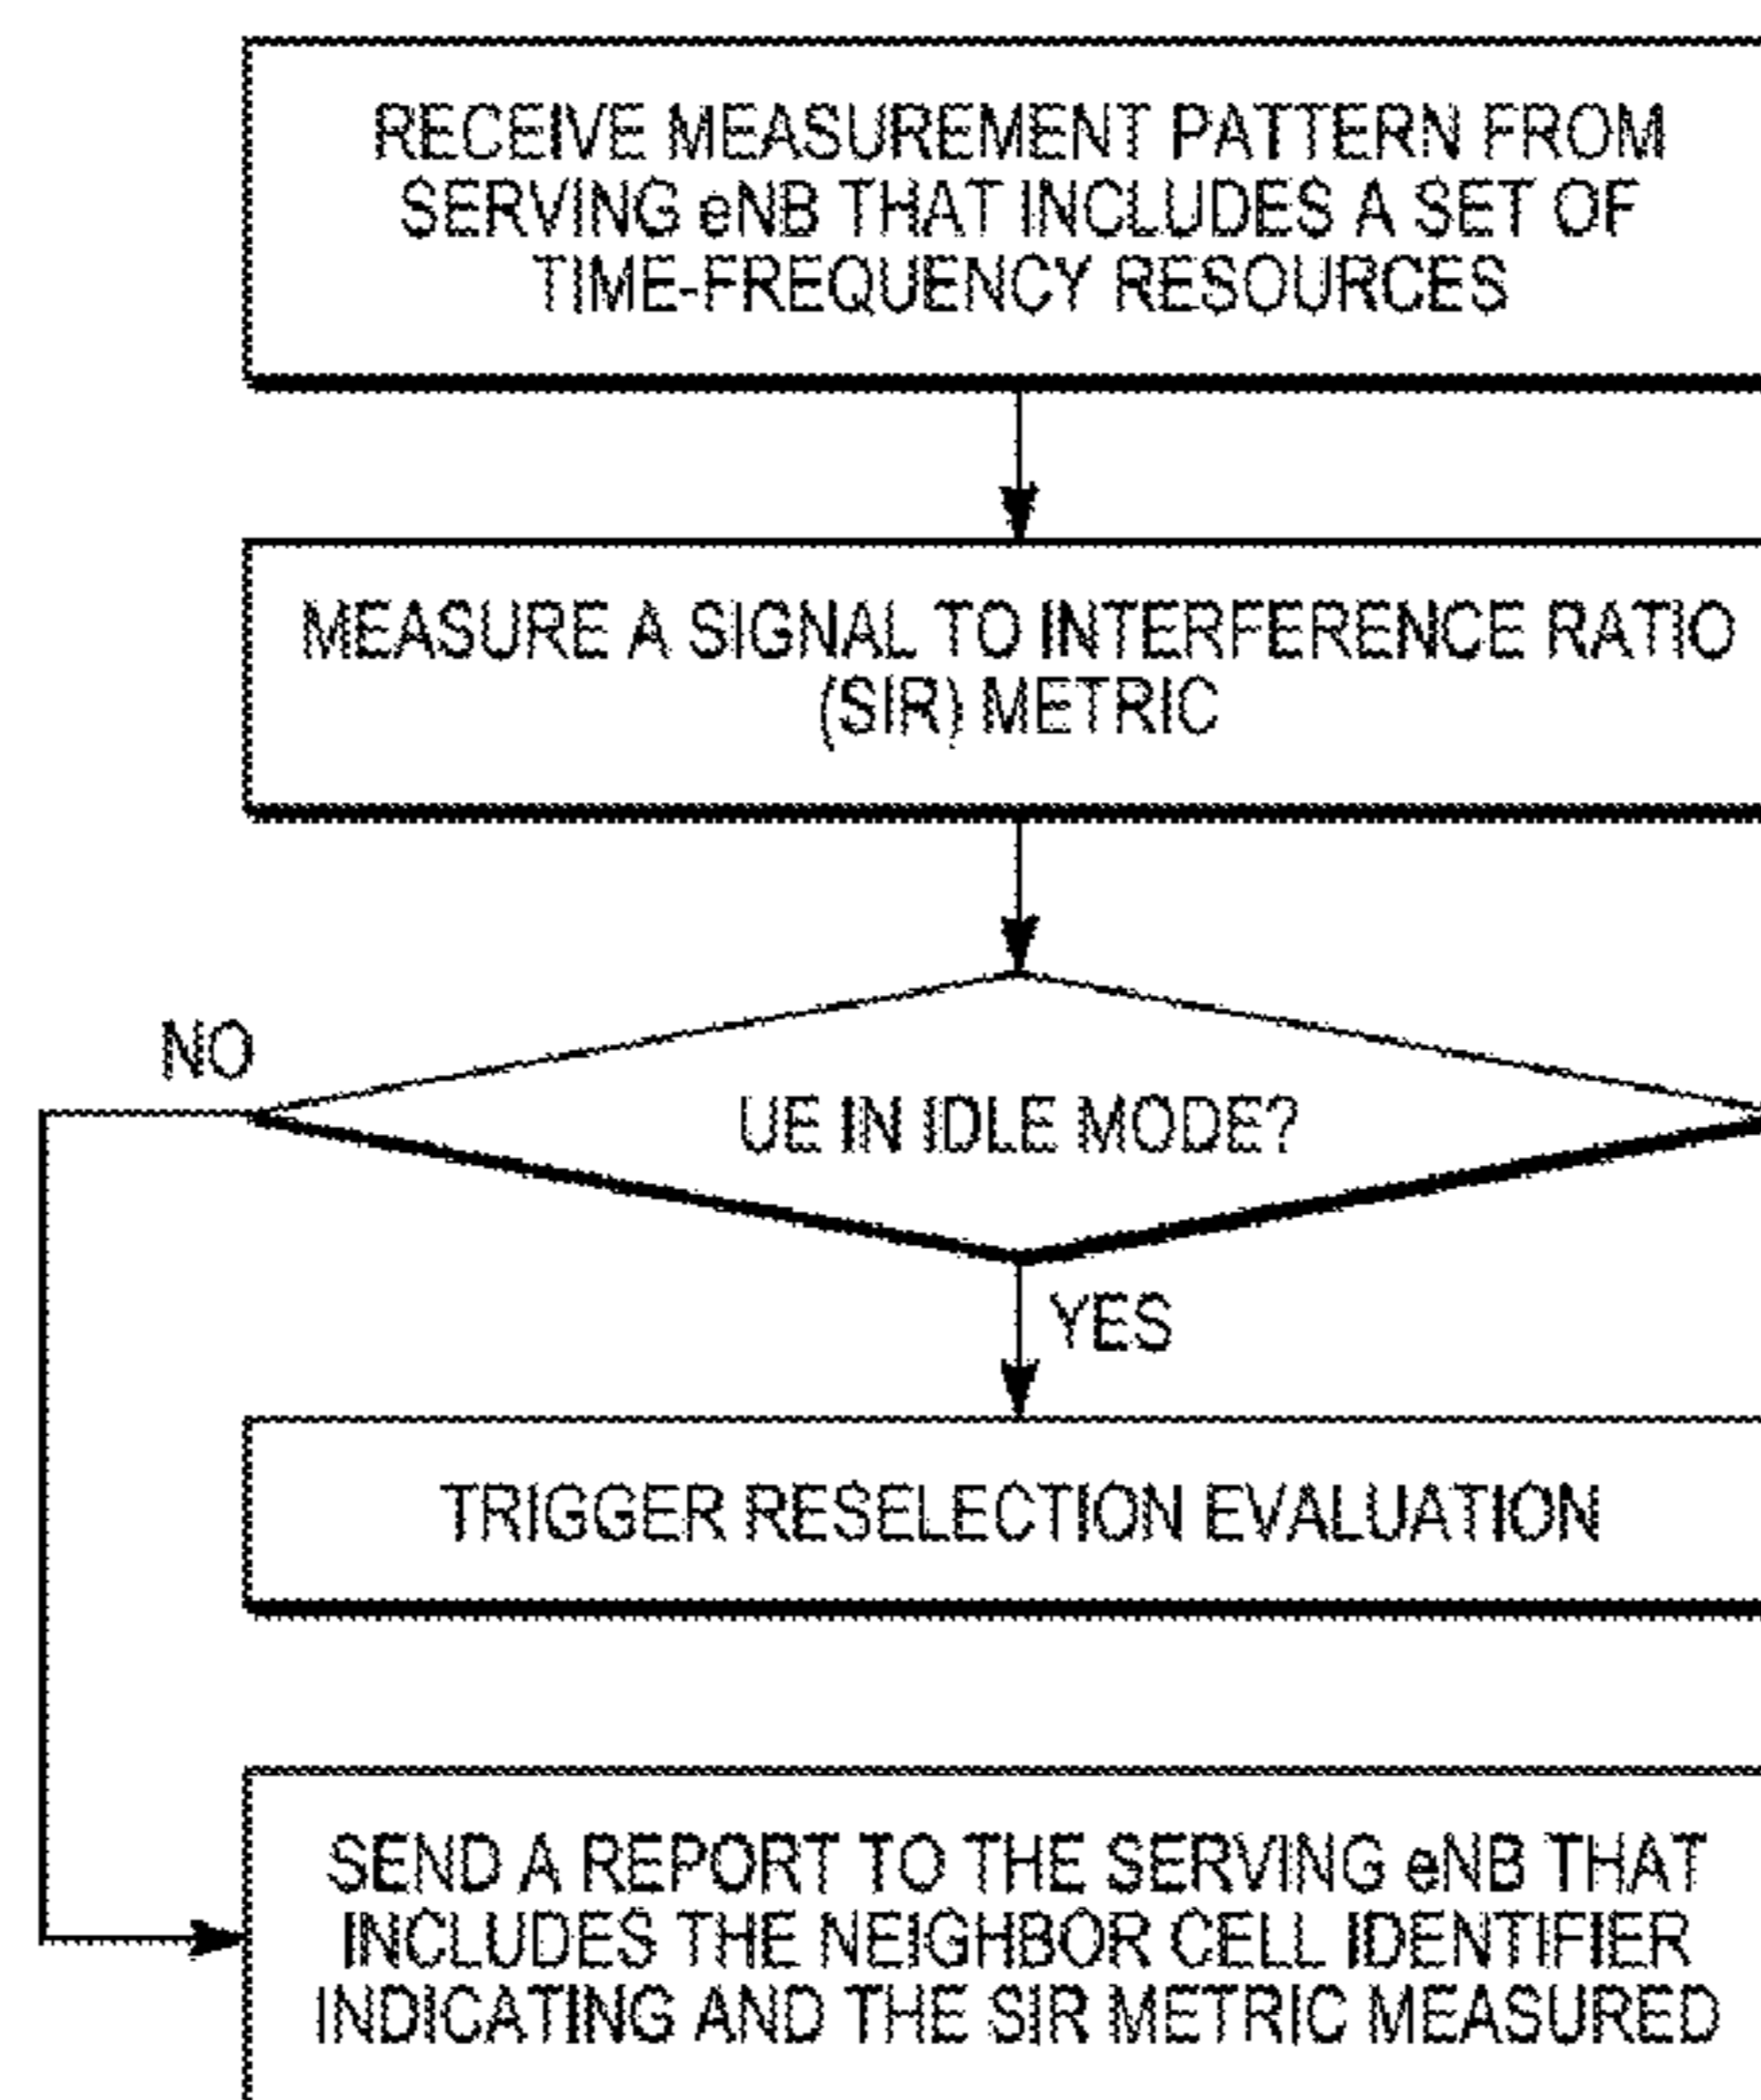 RECEIVE MEASUREMENT PATTERN FROM
SERVING eNB THAT INCLUDES A SET OF
TIME-FREQUENCY RESOURCES
MEASURE A SIGNAL TO INTERFERENCE RATIO
(SIR) METRIC
NO
UE IN IDLE MODE?
YES
TRIGGER RESELECTION EVALUATION
SEND A REPORT TO THE SERVING eNB THAT
INCLUDES THE NEIGHBOR CELL IDENTIFIER
INDICATING AND THE SIR METRIC MEASURED